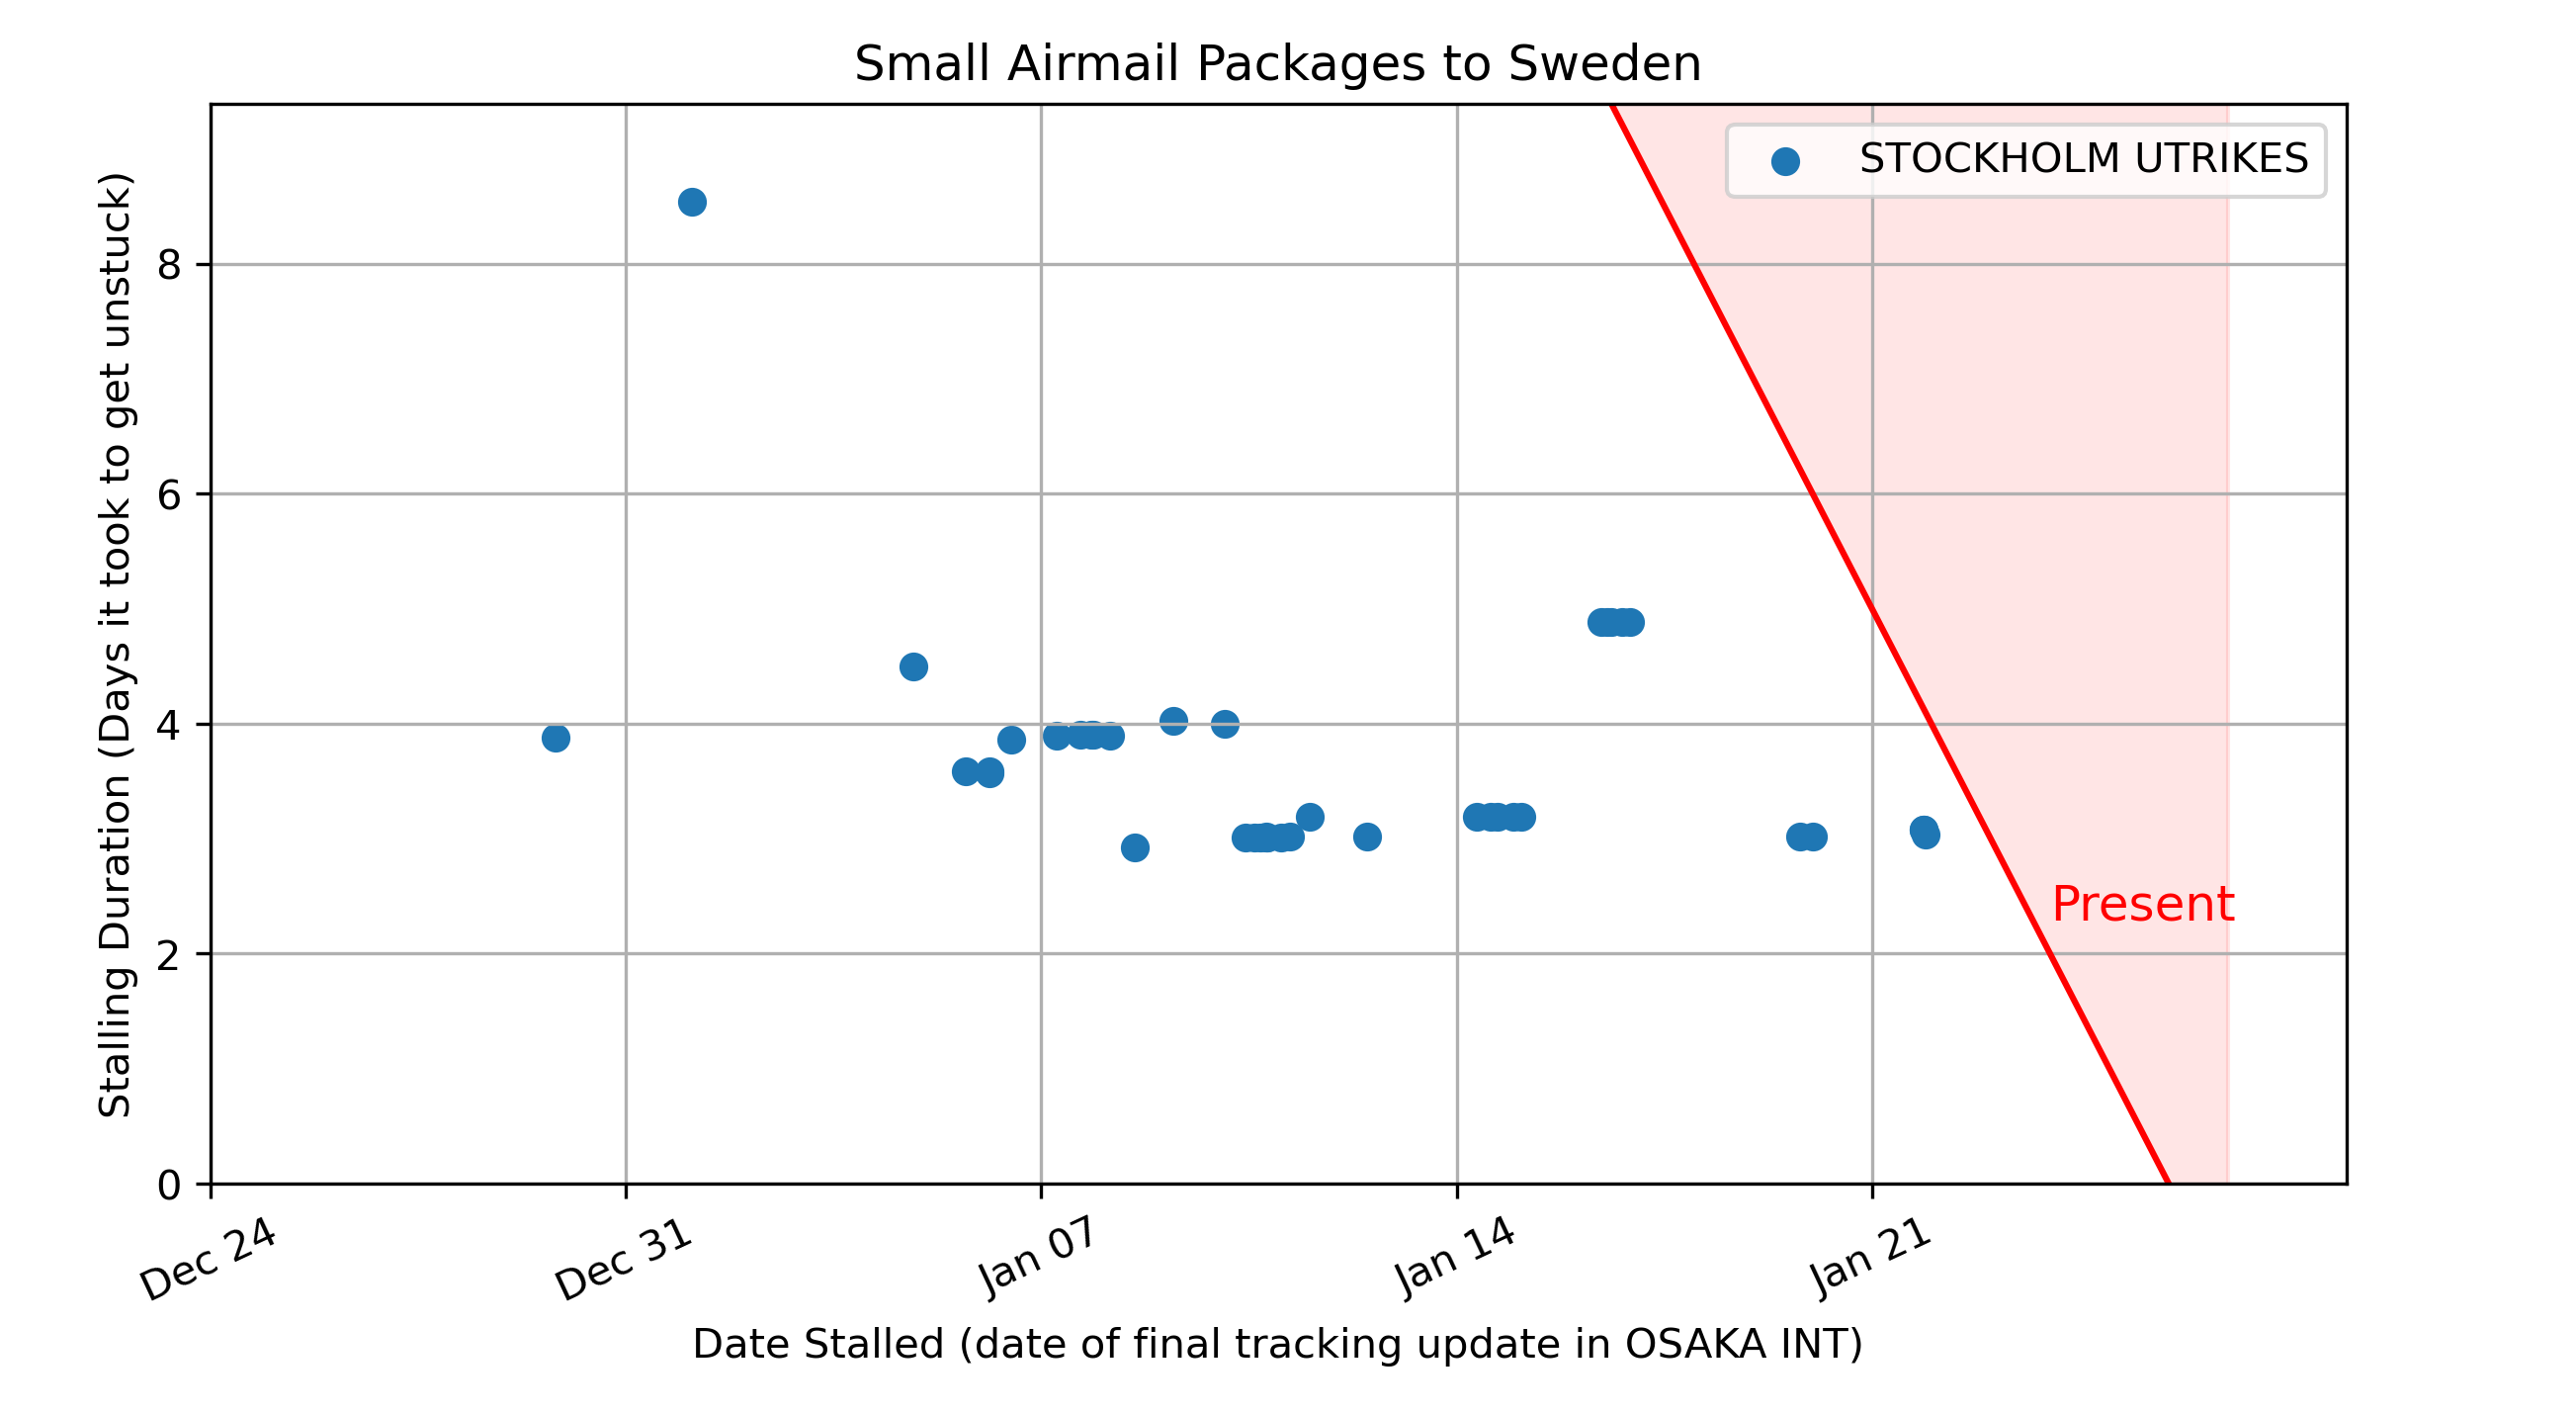 Small Airmail Packages to Sweden
STOCKHOLM UTRIKES
Stalling Duration (Days it took to get unstuck)
8
6
4
2
0
Present
Dec 24
Dec 31
Jan 07
Jan 14
Jan 21
Date Stalled (date of final tracking update in OSAKA INT)